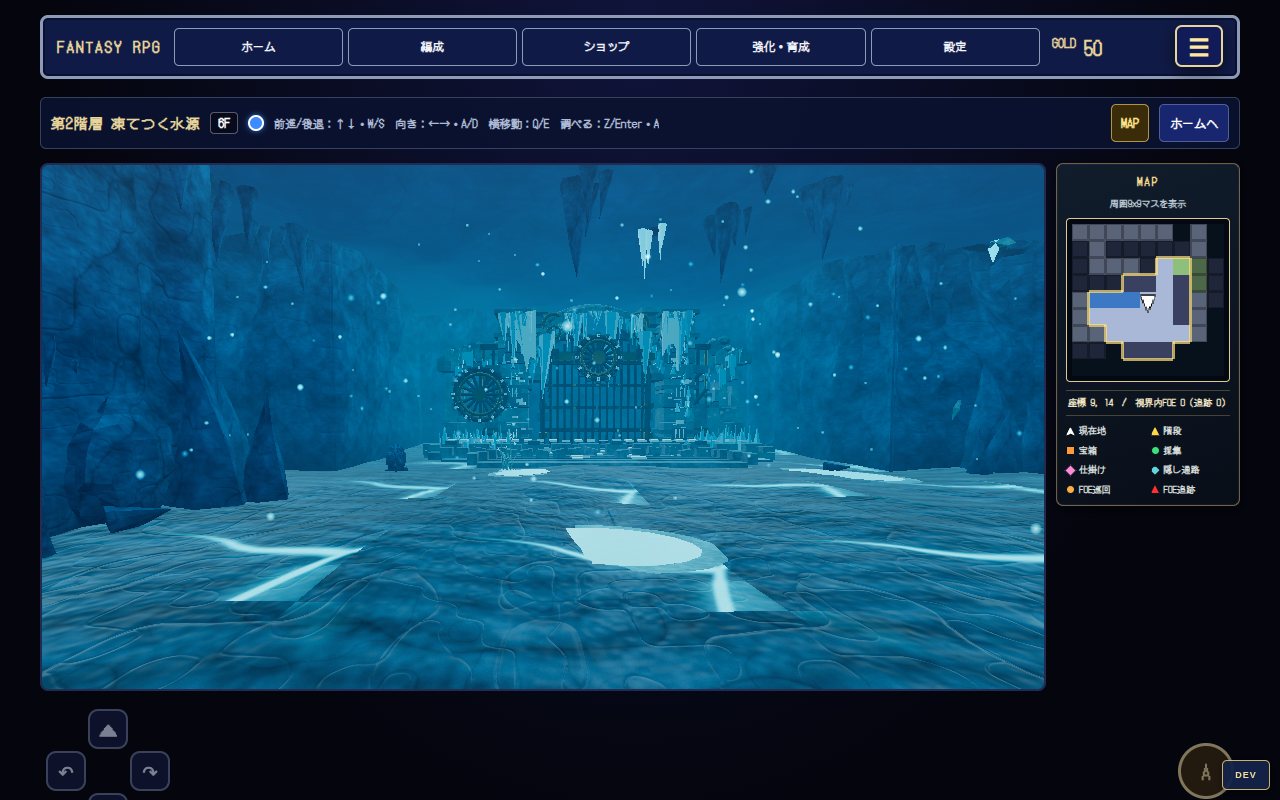 FANTASY RPG
ホーム
編成
ショップ
強化・育成
設定
GOLD 50
第2階層 凍てつく水源
6F
前進/後退：↑↓・W/S 向き：←→・A/D 横移動：Q/E 調べる：Z/Enter・A
MAP
ホームへ
MAP
周囲9x9マスを表示
座標 9, 14 / 視界内FOE 0 (追跡 0)
現在地
階段
宝箱
採集
仕掛け
隠し通路
FOE巡回
FOE追跡
A
DEV